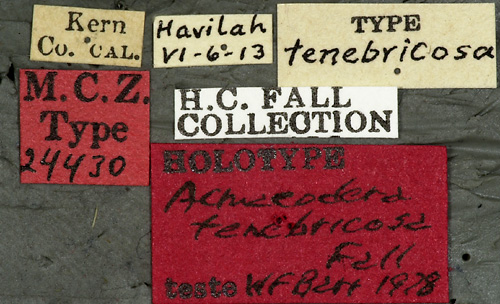 Kern
Co. CAL.
Havilah
VI-6-13
TYPE
tenebricosa
M.C.Z.
Type
24430
H.C. FALL
COLLECTION
HOLOTYPE
Acmaeodera
tenebricosa
Fall
teste WFBarr 1978